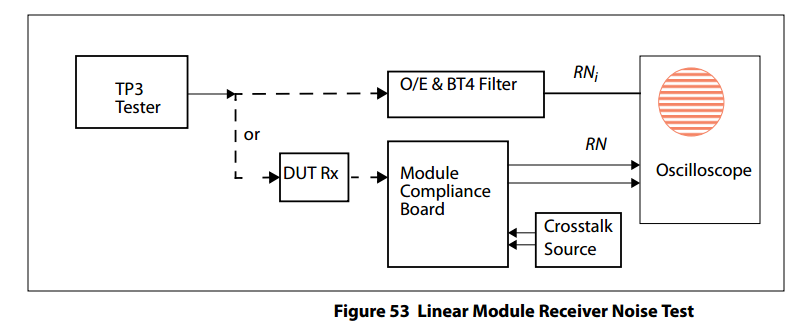 TP3
Tester
or
O/E & BT4 Filter
RNi
DUT Rx
Module
Compliance
Board
RN
Oscilloscope
Crosstalk
Source
Figure 53 Linear Module Receiver Noise Test